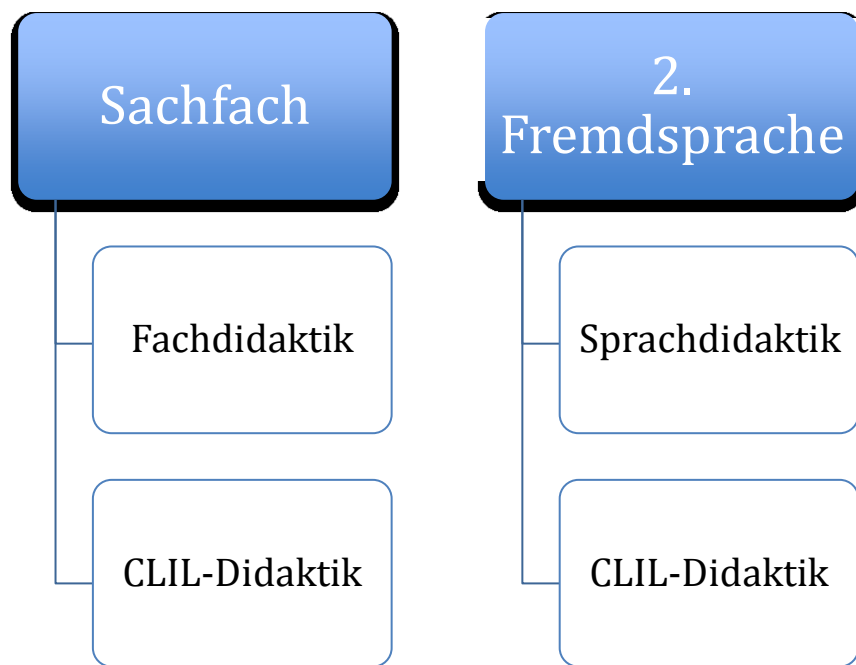 Sachfach
Fachdidaktik
CLIL-Didaktik
2.
Fremdsprache
Sprachdidaktik
CLIL-Didaktik